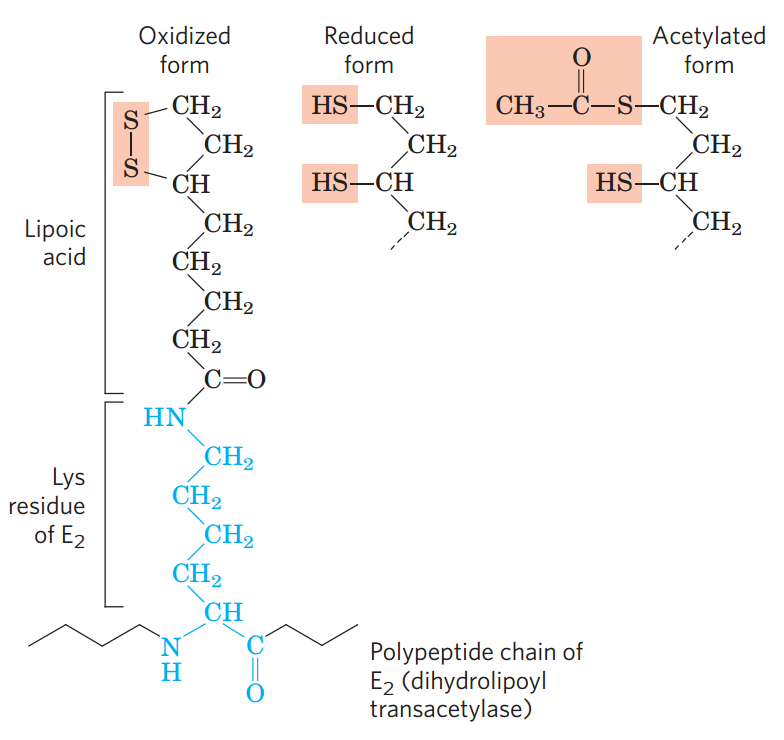 Oxidized
form
Reduced
form
Acetylated
form
O
S
CH₂
HS—CH₂
CH₃—C—S—CH₂
CH₂
CH₂
CH₂
S
CH
HS—CH
HS—CH
Lipoic
acid
CH₂
CH₂
CH₂
CH₂
CH₂
CH₂
C=O
HN
CH₂
Lys
residue
of E₂
CH₂
CH₂
CH₂
CH
N
H
C
O
Polypeptide chain of
E₂ (dihydrolipoyl
transacetylase)